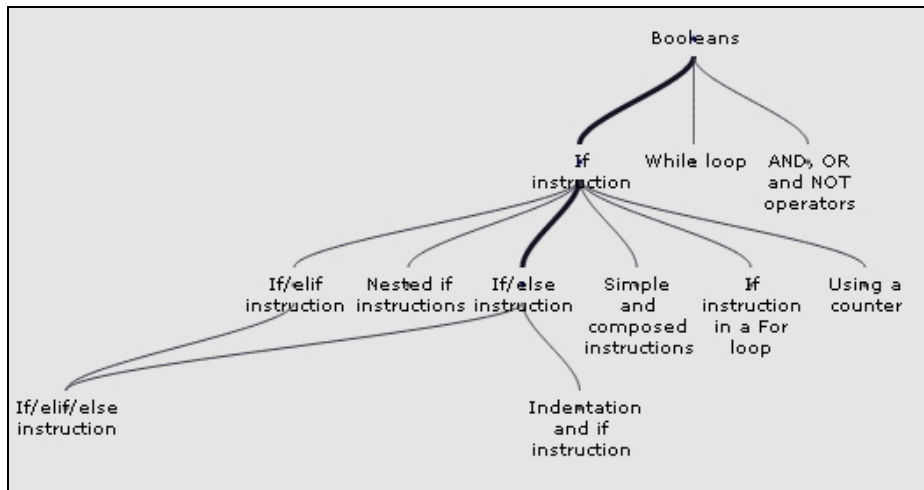 Booleans
If
instruction
While loop
AND, OR
and NOT
operators
If/elif
instruction
Nested if
instructions
If/else
instruction
Simple
and
composed
instructions
If
instruction
in a For
loop
Using a
counter
If/elif/else
instruction
Indentation
and if
instruction